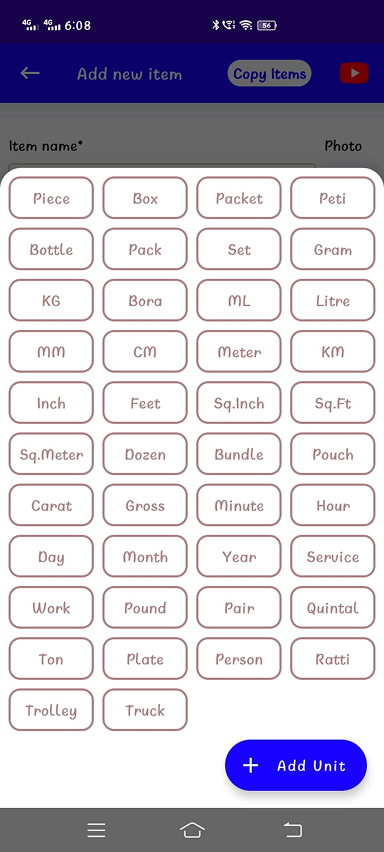 4G 4G 6:08 56
Add new item Copy Items
Item name* Photo
Piece Box Packet Peti
Bottle Pack Set Gram
KG Bora ML Litre
MM CM Meter KM
Inch Feet Sq.Inch Sq.Ft
Sq.Meter Dozen Bundle Pouch
Carat Gross Minute Hour
Day Month Year Service
Work Pound Pair Quintal
Ton Plate Person Ratti
Trolley Truck
+ Add Unit